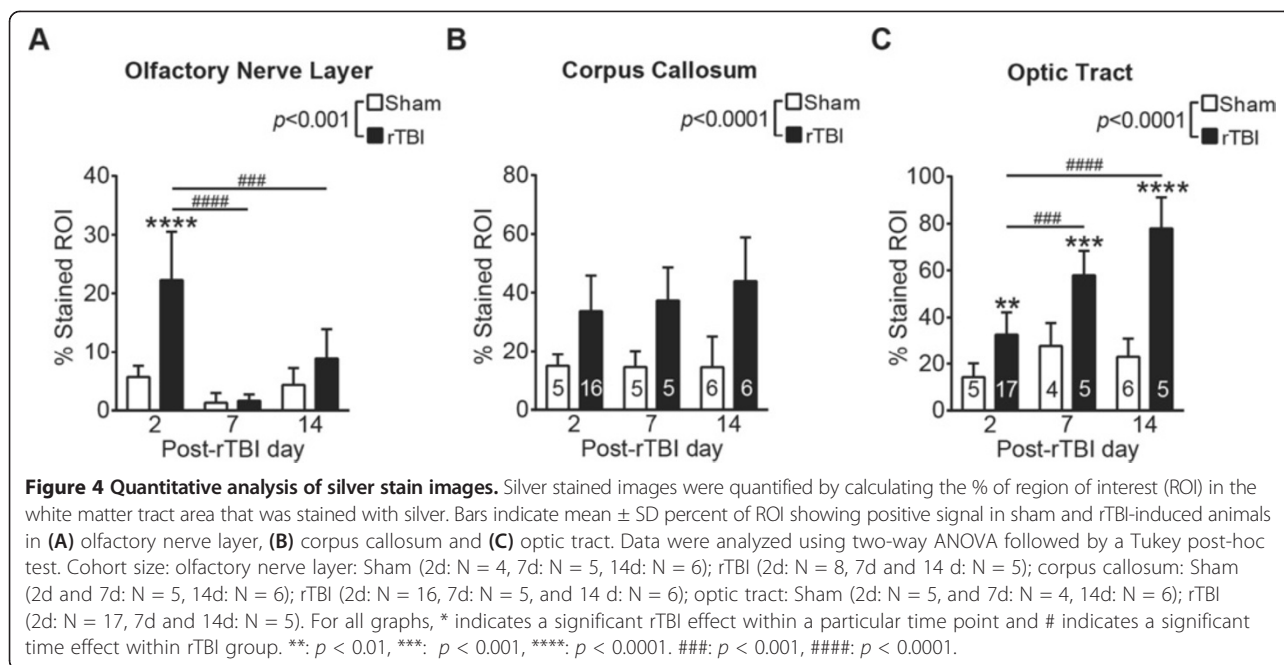 A
Olfactory Nerve Layer
p<0.001
Sham
rTBI
% Stained ROI
40
30
20
10
0
****
####
###
2 7 14
Post-rTBI day
B
Corpus Callosum
p<0.0001
Sham
rTBI
% Stained ROI
80
60
40
20
0
5 16 5 5 6 6
2 7 14
Post-rTBI day
C
Optic Tract
p<0.0001
Sham
rTBI
% Stained ROI
100
80
60
40
20
0
####
###
**
***
****
5 17 4 5 6 5
2 7 14
Post-rTBI day
Figure 4 Quantitative analysis of silver stain images. Silver stained images were quantified by calculating the % of region of interest (ROI) in the
white matter tract area that was stained with silver. Bars indicate mean ± SD percent of ROI showing positive signal in sham and rTBI-induced animals
in (A) olfactory nerve layer, (B) corpus callosum and (C) optic tract. Data were analyzed using two-way ANOVA followed by a Tukey post-hoc
test. Cohort size: olfactory nerve layer: Sham (2d: N = 4, 7d: N = 5, 14d: N = 6); rTBI (2d: N = 8, 7d and 14 d: N = 5); corpus callosum: Sham
(2d and 7d: N = 5, 14d: N = 6); rTBI (2d: N = 16, 7d: N = 5, and 14 d: N = 6); optic tract: Sham (2d: N = 5, and 7d: N = 4, 14d: N = 6); rTBI
(2d: N = 17, 7d and 14d: N = 5). For all graphs, * indicates a significant rTBI effect within a particular time point and # indicates a significant
time effect within rTBI group. **: p < 0.01, ***: p < 0.001, ****: p < 0.0001. ###: p < 0.001, ####: p < 0.0001.